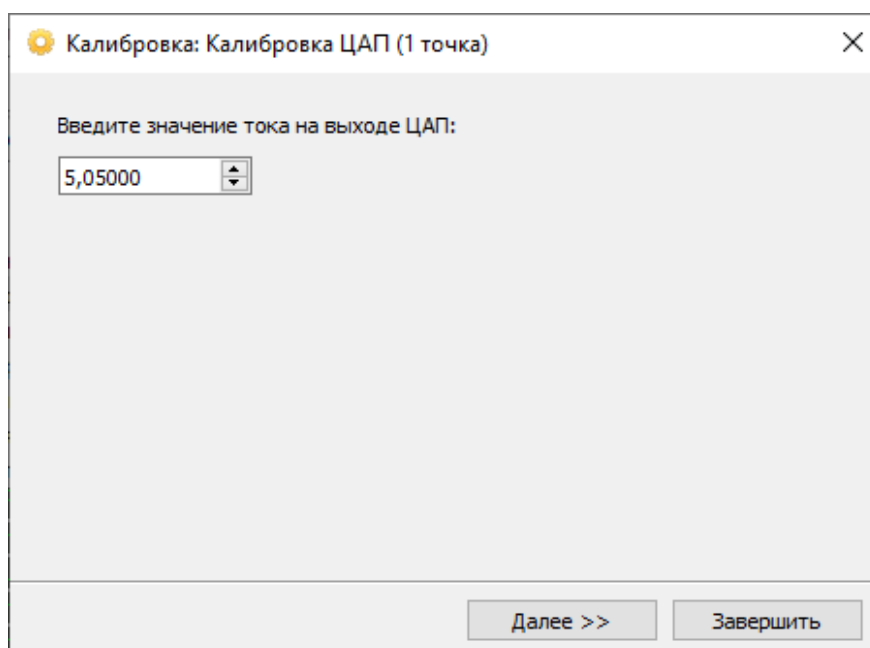 Калибровка: Калибровка ЦАП (1 точка)
Введите значение тока на выходе ЦАП:
5,05000
Далее >>
Завершить